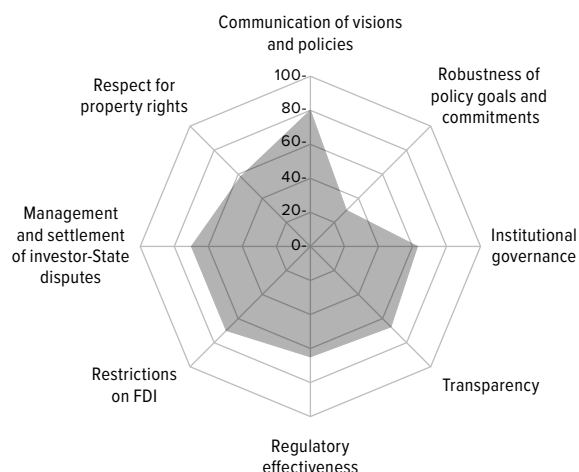 Communication of visions
and policies
Robustness of
policy goals and
commitments
Institutional
governance
Transparency
Regulatory
effectiveness
Restrictions
on FDI
Management
and settlement
of investor-State
disputes
Respect for
property rights
100-
80-
60-
40-
20-
0-